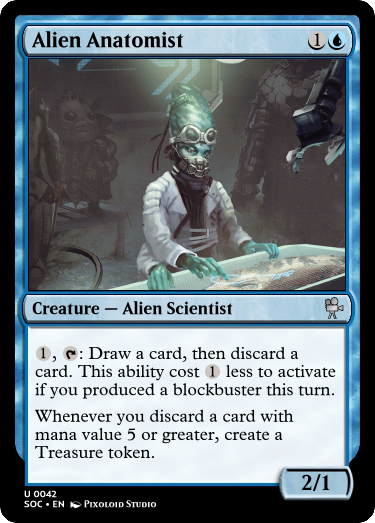 Alien Anatomist 1
Creature — Alien Scientist
1, : Draw a card, then discard a
card. This ability cost 1 less to activate
if you produced a blockbuster this turn.
Whenever you discard a card with
mana value 5 or greater, create a
Treasure token.
2/1
U 0042
SOC • EN Pixoloid Studio